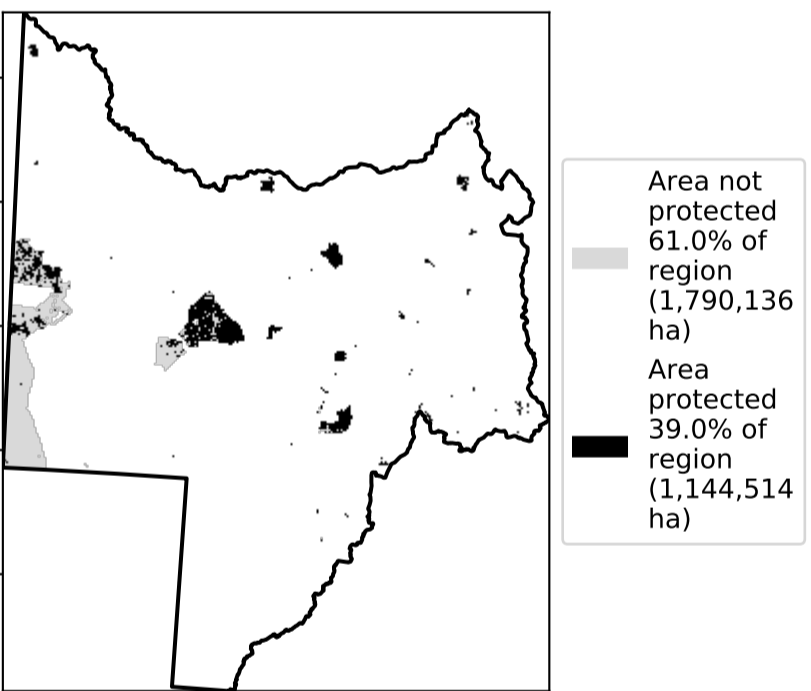 Area not
protected
61.0% of
region
(1,790,136
ha)
Area
protected
39.0% of
region
(1,144,514
ha)